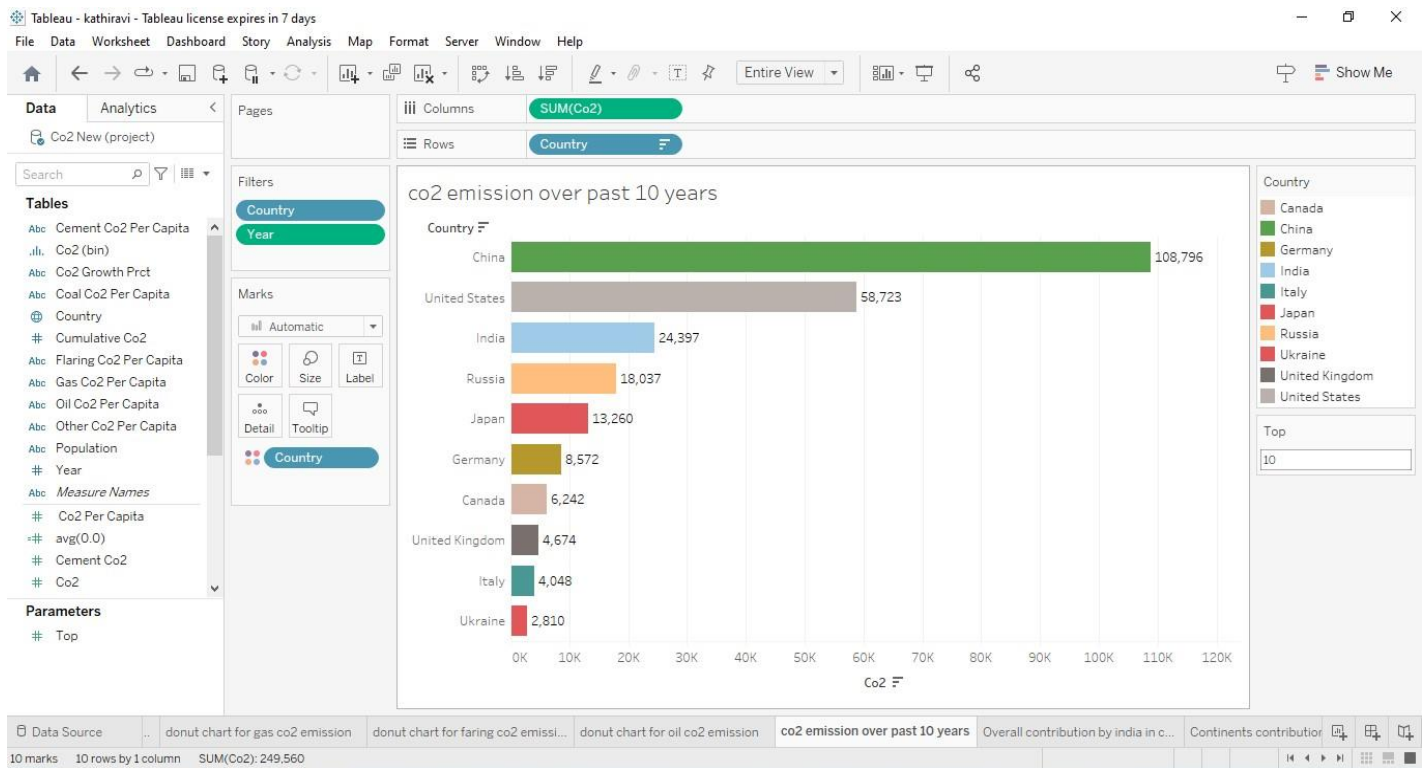 Tableau - kathiravi - Tableau license expires in 7 days
File Data Worksheet Dashboard Story Analysis Map Format Server Window Help
Entire View
Show Me
Data Analytics
Co2 New (project)
Search
Tables
Abc Cement Co2 Per Capita
Co2 (bin)
Abc Co2 Growth Prct
Abc Coal Co2 Per Capita
Country
# Cumulative Co2
Abc Flaring Co2 Per Capita
Abc Gas Co2 Per Capita
Abc Oil Co2 Per Capita
Abc Other Co2 Per Capita
Abc Population
# Year
Abc Measure Names
# Co2 Per Capita
=# avg(0.0)
# Cement Co2
# Co2
Parameters
# Top
Pages
Filters
Country
Year
Marks
Automatic
Color Size Label
Detail Tooltip
Country
Columns SUM(Co2)
Rows Country
co2 emission over past 10 years
Country
China 108,796
United States 58,723
India 24,397
Russia 18,037
Japan 13,260
Germany 8,572
Canada 6,242
United Kingdom 4,674
Italy 4,048
Ukraine 2,810
0K 10K 20K 30K 40K 50K 60K 70K 80K 90K 100K 110K 120K
Co2
Country
Canada
China
Germany
India
Italy
Japan
Russia
Ukraine
United Kingdom
United States
Top
10
Data Source .. donut chart for gas co2 emission donut chart for faring co2 emissi... donut chart for oil co2 emission co2 emission over past 10 years Overall contribution by india in c... Continents contribution
10 marks 10 rows by 1 column SUM(Co2): 249,560